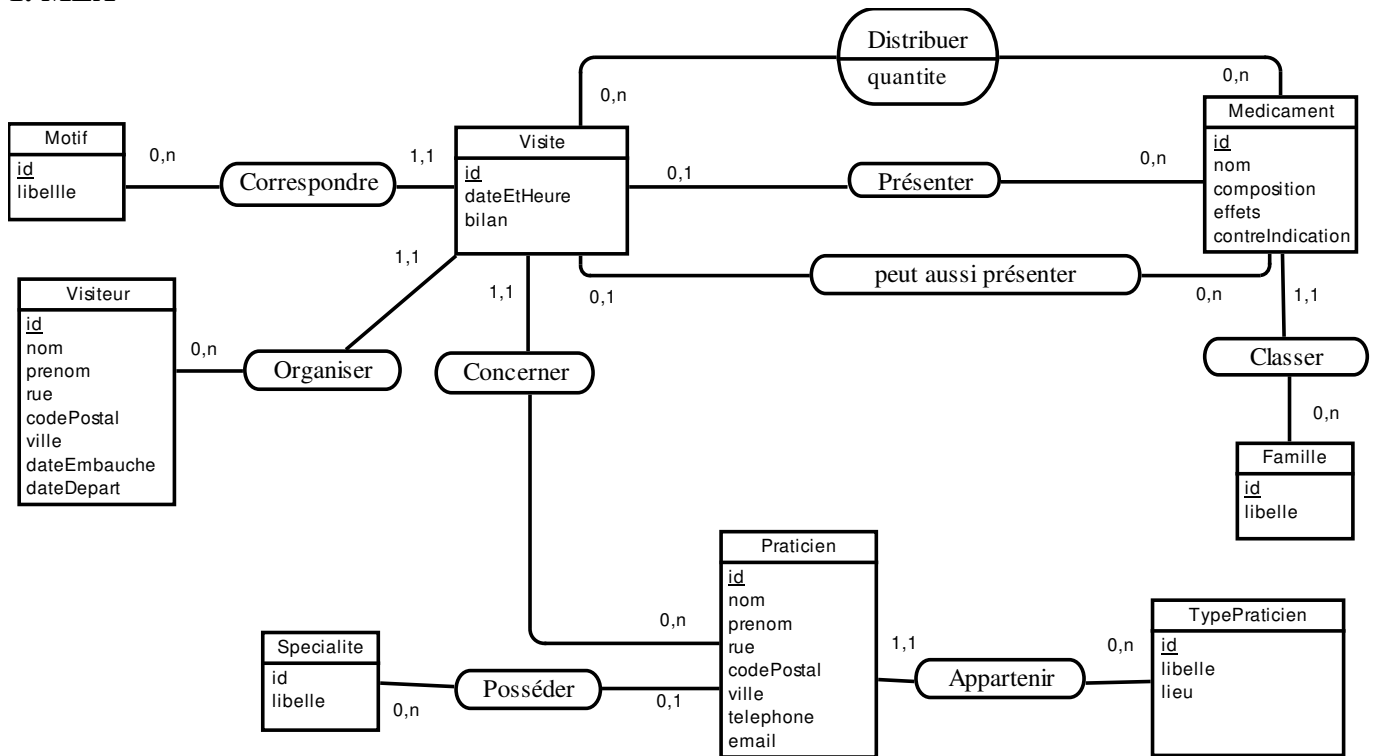 Distribuer
quantite
0,n
0,n
Motif
id
libellle
0,n
Correspondre
1,1
Visite
id
dateEtHeure
bilan
0,1
Présenter
0,n
Medicament
id
nom
composition
effets
contreIndication
1,1
1,1
0,1
peut aussi présenter
0,n
1,1
Visiteur
id
nom
prenom
rue
codePostal
ville
dateEmbauche
dateDepart
0,n
Organiser
Concerner
Classer
0,n
Famille
id
libelle
Praticien
id
nom
prenom
rue
codePostal
ville
telephone
email
0,n
Specialite
id
libelle
0,n
Posséder
0,1
1,1
Appartenir
0,n
TypePraticien
id
libelle
lieu